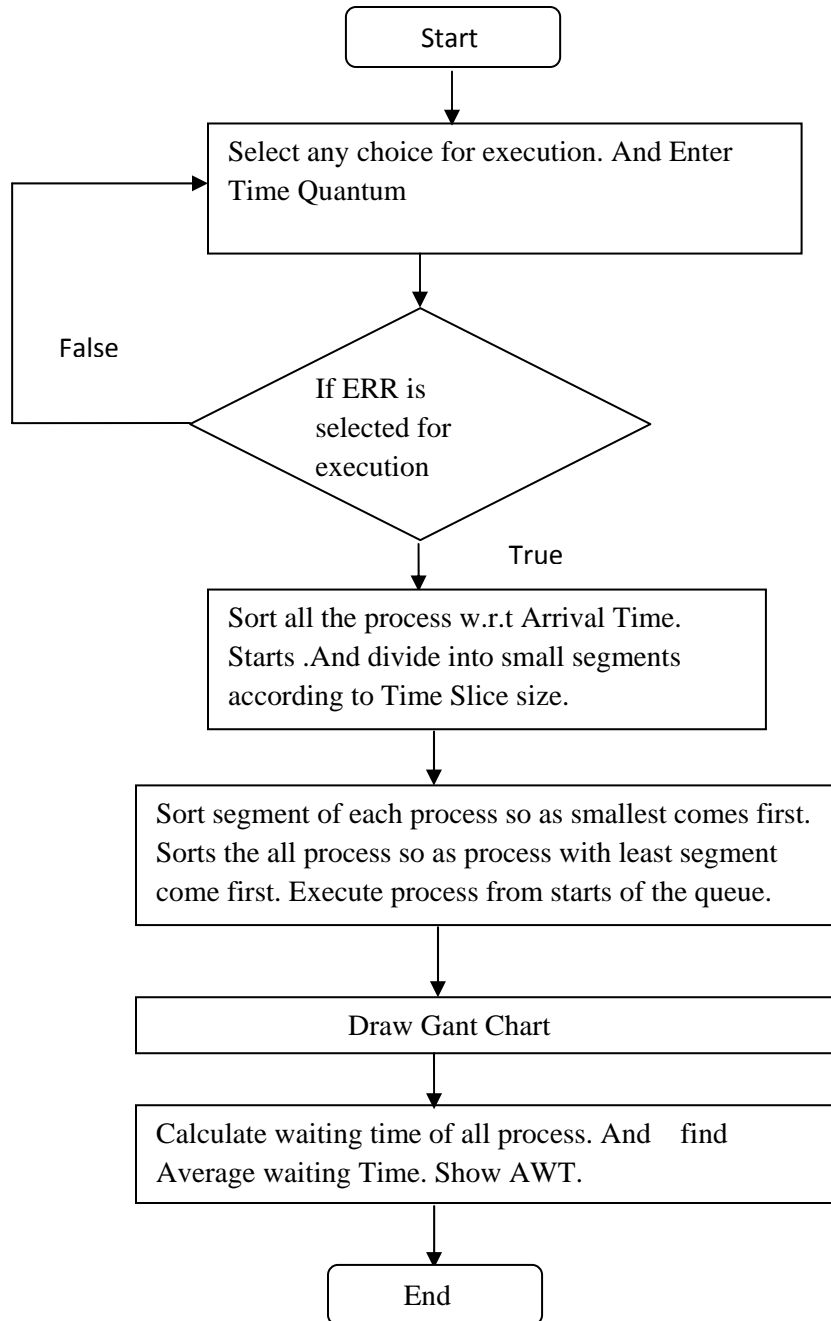 Start
Select any choice for execution. And Enter
Time Quantum
False
If ERR is
selected for
execution
True
Sort all the process w.r.t Arrival Time.
Starts .And divide into small segments
according to Time Slice size.
Sort segment of each process so as smallest comes first.
Sorts the all process so as process with least segment
come first. Execute process from starts of the queue.
Draw Gant Chart
Calculate waiting time of all process. And find
Average waiting Time. Show AWT.
End